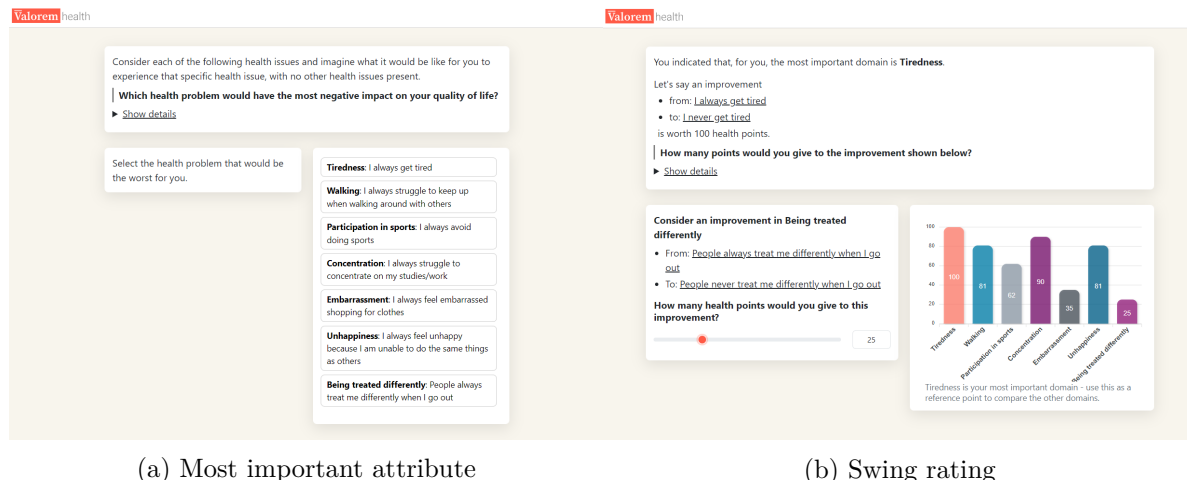 Valorem health
Consider each of the following health issues and imagine what it would be like for you to
experience that specific health issue, with no other health issues present.
Which health problem would have the most negative impact on your quality of life?
▶ Show details
Select the health problem that would be
the worst for you.
Tiredness: I always get tired
Walking: I always struggle to keep up
when walking around with others
Participation in sports: I always avoid
doing sports
Concentration: I always struggle to
concentrate on my studies/work
Embarrassment: I always feel embarrassed
shopping for clothes
Unhappiness: I always feel unhappy
because I am unable to do the same things
as others
Being treated differently: People always
treat me differently when I go out
(a) Most important attribute
Valorem health
You indicated that, for you, the most important domain is Tiredness.
Let's say an improvement
• from: I always get tired
• to: I never get tired
is worth 100 health points.
How many points would you give to the improvement shown below?
▶ Show details
Consider an improvement in Being treated
differently
• From: People always treat me differently when I go
out
• To: People never treat me differently when I go out
How many health points would you give to this
improvement?
25
100
80
60
40
20
0
100
81
62
90
35
81
25
Tiredness
Walking
Participation in sports
Concentration
Embarrassment
Unhappiness
Being treated differently
Tiredness is your most important domain - use this as a
reference point to compare the other domains.
(b) Swing rating